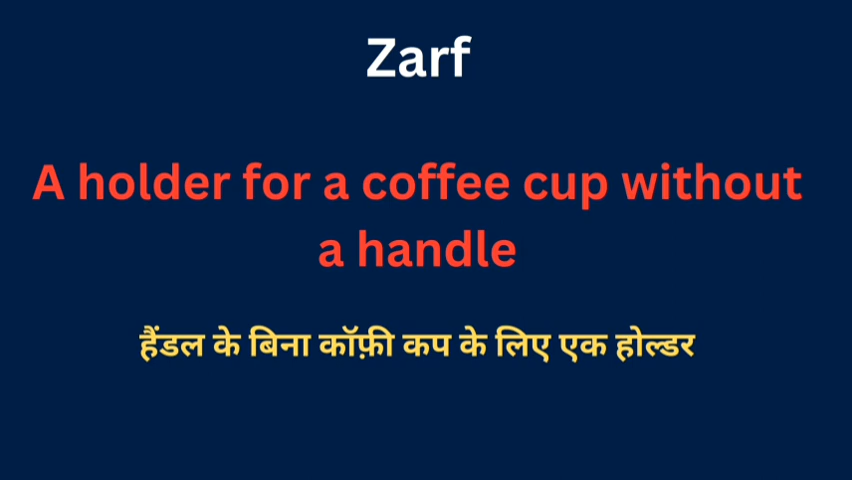 Zarf
A holder for a coffee cup without
a handle
हैंडल के बिना कॉफ़ी कप के लिए एक होल्डर